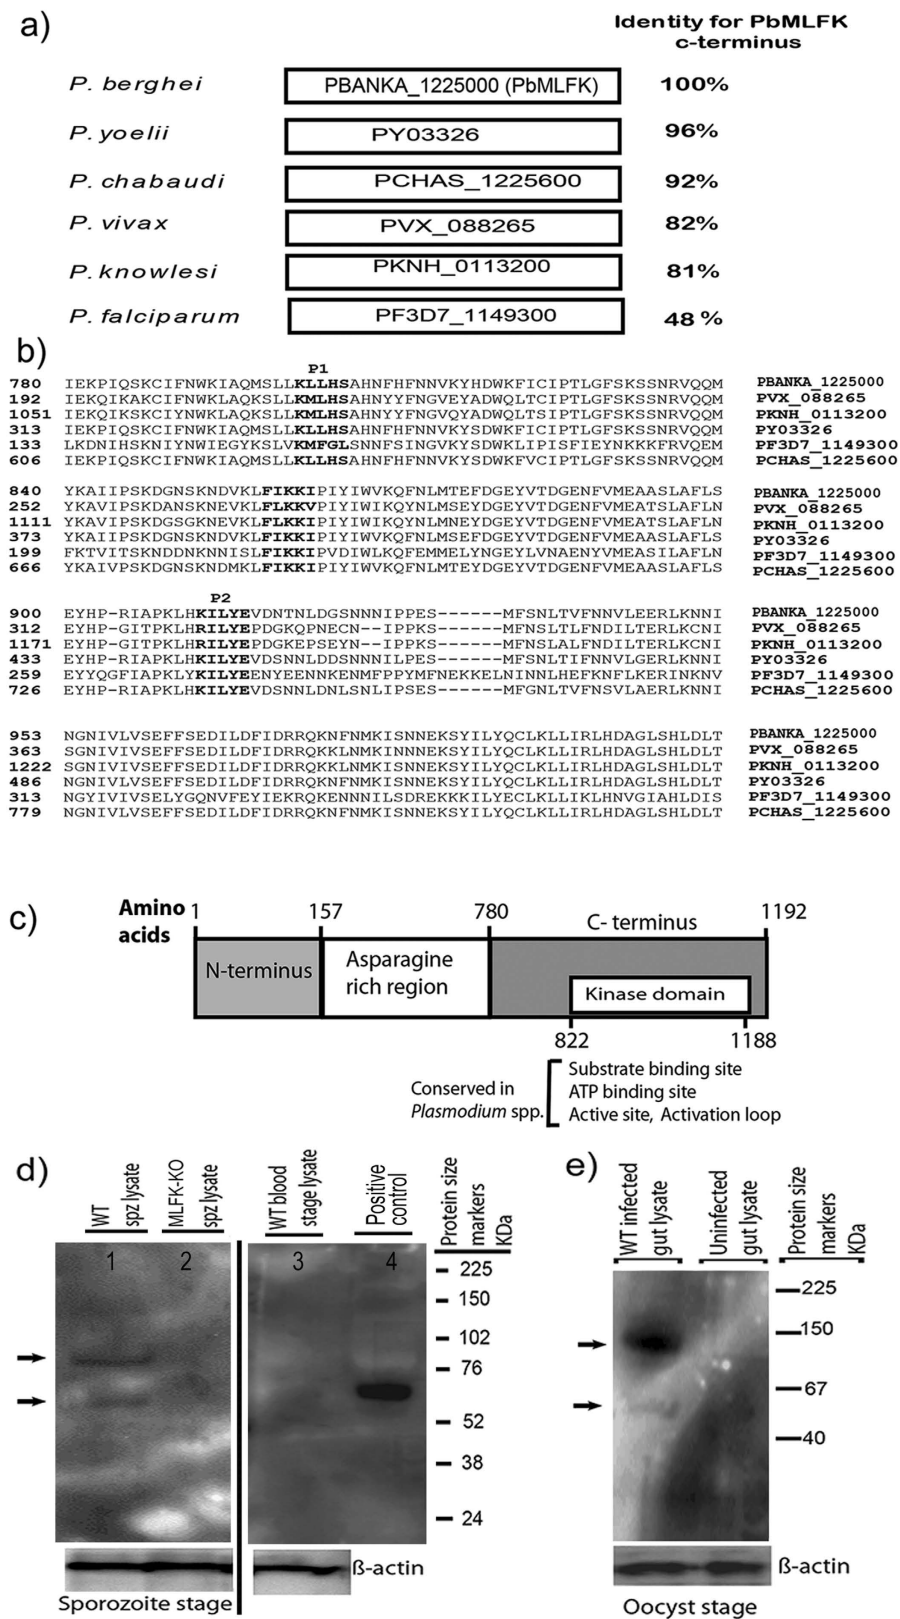 a)
Identity for PbMLFK
c-terminus
P. berghei PBANKA_1225000 (PbMLFK) 100%
P. yoelii PY03326 96%
P. chabaudi PCHAS_1225600 92%
P. vivax PVX_088265 82%
P. knowlesi PKNH_0113200 81%
P. falciparum PF3D7_1149300 48 %
b)
P1
780 IEKPIQSKCIFNWKIAQMSLLKLLHSAHNFHFNNVKYHDWKFICIPTLGFSKSSNRVQQM PBANKA_1225000
192 IEKQIKAKCIFNWKIAQKSLLKMLHSAHNYYFNGVEYADWKLISIPTLGFSKSSNRVQQM PVX_088265
1051 IEKPIQSKCIYNWKIAQMSLLKMLHSAHNYYFNGVQYADWQLTSIPTLGFSKSSNRVQQM PKNH_0113200
313 IEKPIQSKCIFNWKIAQMSLLKLLHSAHNFHFNNVKYHDWKFICIPTLGFSKSSNRVQQM PY03326
133 LKDNIHSKNIYNWIEGYKSLVKMFGLSNNFSINGVKYSDWKLIPISFIEYNKKKFRVQEM PF3D7_1149300
606 IEKPIQSKCIFNWKIAQMSLLKLLHSAHNFHFNNVKYSDWKFVCIPTLGFSKSSNRVQQM PCHAS_1225600
840 YKAIIPSKDGNSKNDVKLFIKKIPIYIWVKQFNLMTEFDGEYVTDGENFVMEAASLAFLS PBANKA_1225000
252 YKAVIPSKDANSKNEVKLFLKKVPIYIWVKQFNLMNEYDGEYVTDGENFVMEAASLAFLN PVX_088265
1111 YKAVIPSKDGSGKNEVKLFLKKIPIYIWVKQYNLMNEYDGEYVTDGENFVMEATSLAFLN PKNH_0113200
373 YKAIIPSKDGNSKNDVKLFIKKIPIYIWVKQFNLMSEFDGEYVTDGENFVMEAASLAFLS PY03326
199 FKTVITSKNDDNKNNISLFIKKIPVDIWLKQFEMMELYNGEYLVNAENYVMEASILAFLN PF3D7_1149300
666 YKAIVPSKDGNSKNDMKLFIKKIPIYIWVKQFNLMTEFDGEYVTDGENFVMEAASLAFLS PCHAS_1225600
P2
900 EYHP-RIAPKLHKILYEVDNTNLDGSNNNIPPES------MFSNLTVFNNVLEERLKNNI PBANKA_1225000
312 EYHP-GITPKLHRILYEPDGKQPNECN--IPPKS------MFSNLTLFNDILTERLKCNI PVX_088265
1171 EYHP-GITPKLHRILYEPDGKEPSEYN--IPPKS------MFNSLALFNDILTERLKCNI PKNH_0113200
433 EYHP-RIAPKLHKILYEVDSNNLDDSNNNILPES------MFSNLTIFNNVLGERLKNNI PY03326
259 EYYQGFIAPKLYKILYEENYEENNKENMFPPYMFNEKKELNINNLHEFKNFLKERINKNV PF3D7_1149300
726 EYHP-RIAPKLHKILYEVDSNNLDNLSNLIPSES------MFGNLTVFNSVLAERLKNNI PCHAS_1225600
953 NGNIVLVSEFFSEDILDFIDRRQKNFNMKISNNEKSYILYQCLKLLIRLHDAGLSHLDLT PBANKA_1225000
363 SGNIVLVSEFFSEDILDFIDRRQKKLNMKISNNEKSYILYQCLKLLIRLHDAGLSHLDLT PVX_088265
1222 SGNIVLVSEFFSEDILDFIDRRQKKLNMKISNNEKSYILYQCLKLLIRLHDAGLSHLDLT PKNH_0113200
486 NGNIVLVSEFFSEDILDFIDRRQKNFNMKISNNEKSYILYQCLKLLIRLHDAGLSHLDLT PY03326
313 NGYIVIVSELYGQNVFEYIEKRQKENNNILSDREKKKILYECLKLLIKLHNVGIAHLDIS PF3D7_1149300
779 NGNIVLVSEFFSEDILDFIDRRQKNFNMKISNNEKSYILYQCLKLLIRLHDAGLSHLDLT PCHAS_1225600
c)
Amino acids
1 157 780 1192
N-terminus
Asparagine
rich region
C- terminus
Kinase domain
822 1188
Conserved in
Plasmodium spp.
Substrate binding site
ATP binding site
Active site, Activation loop
d)
WT
spz lysate
MLFK-KO
spz lysate
WT blood
stage lysate
Positive
control
Protein size
markers
KDa
1 2 3 4
225
150
102
76
52
38
24
ß-actin
Sporozoite stage
e)
WT infected
gut lysate
Uninfected
gut lysate
Protein size
markers
KDa
225
150
67
40
ß-actin
Oocyst stage